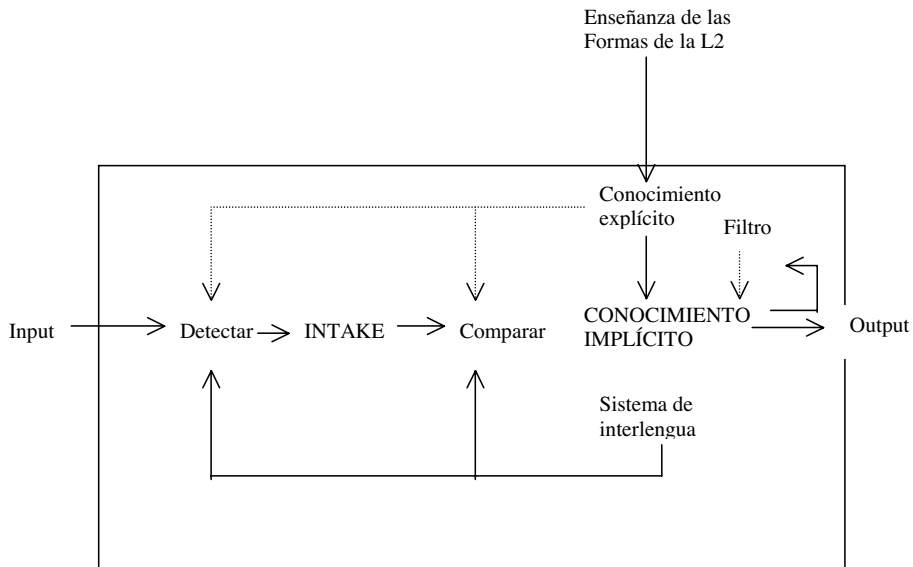 Enseñanza de las
Formas de la L2
Conocimiento
explícito
Filtro
Input
Detectar
INTAKE
Comparar
CONOCIMIENTO
IMPLÍCITO
Output
Sistema de
interlengua